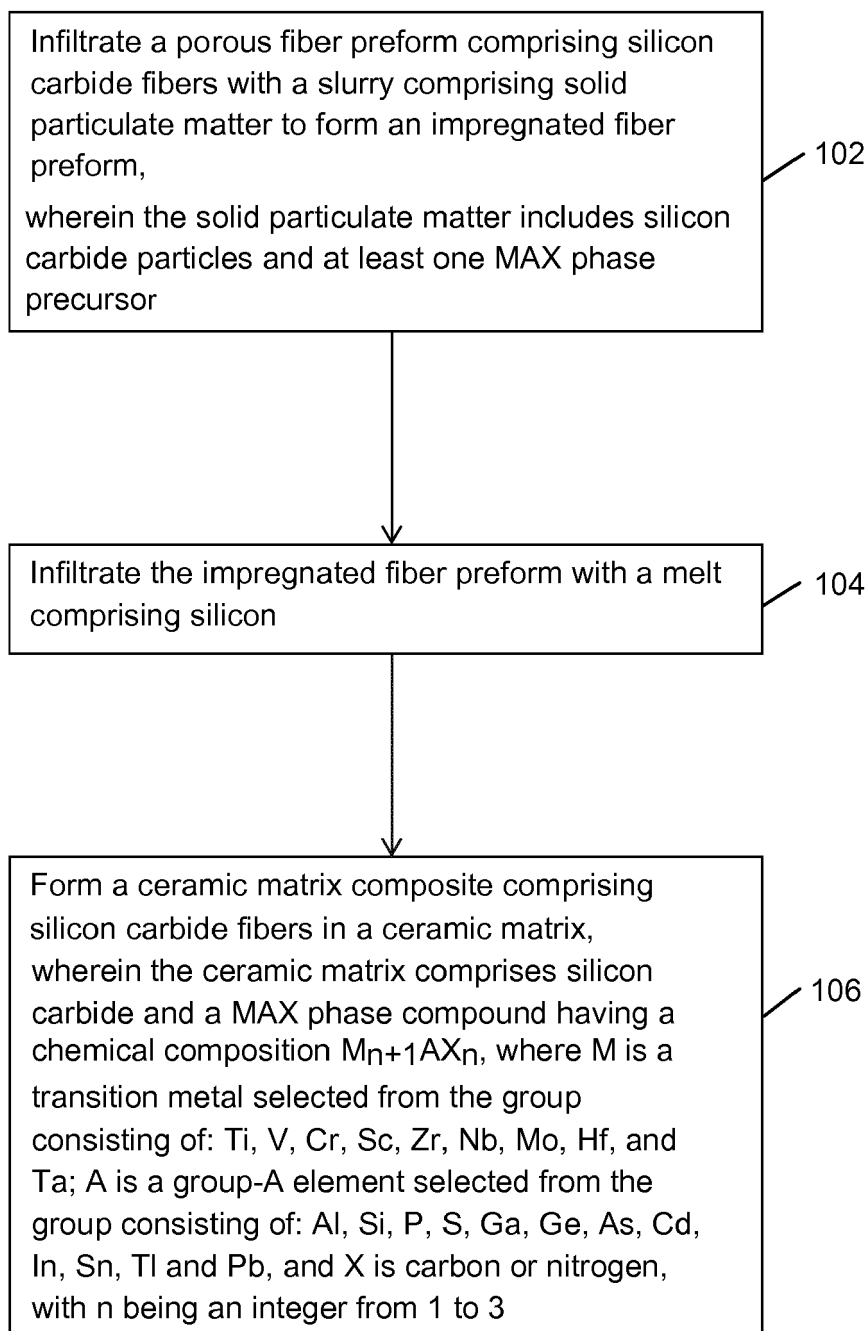 Infiltrate a porous fiber preform comprising silicon
carbide fibers with a slurry comprising solid
particulate matter to form an impregnated fiber
preform,
wherein the solid particulate matter includes silicon
carbide particles and at least one MAX phase
precursor
102
Infiltrate the impregnated fiber preform with a melt
comprising silicon
104
Form a ceramic matrix composite comprising
silicon carbide fibers in a ceramic matrix,
wherein the ceramic matrix comprises silicon
carbide and a MAX phase compound having a
chemical composition Mn+1AXn, where M is a
transition metal selected from the group
consisting of: Ti, V, Cr, Sc, Zr, Nb, Mo, Hf, and
Ta; A is a group-A element selected from the
group consisting of: Al, Si, P, S, Ga, Ge, As, Cd,
In, Sn, Tl and Pb, and X is carbon or nitrogen,
with n being an integer from 1 to 3
106